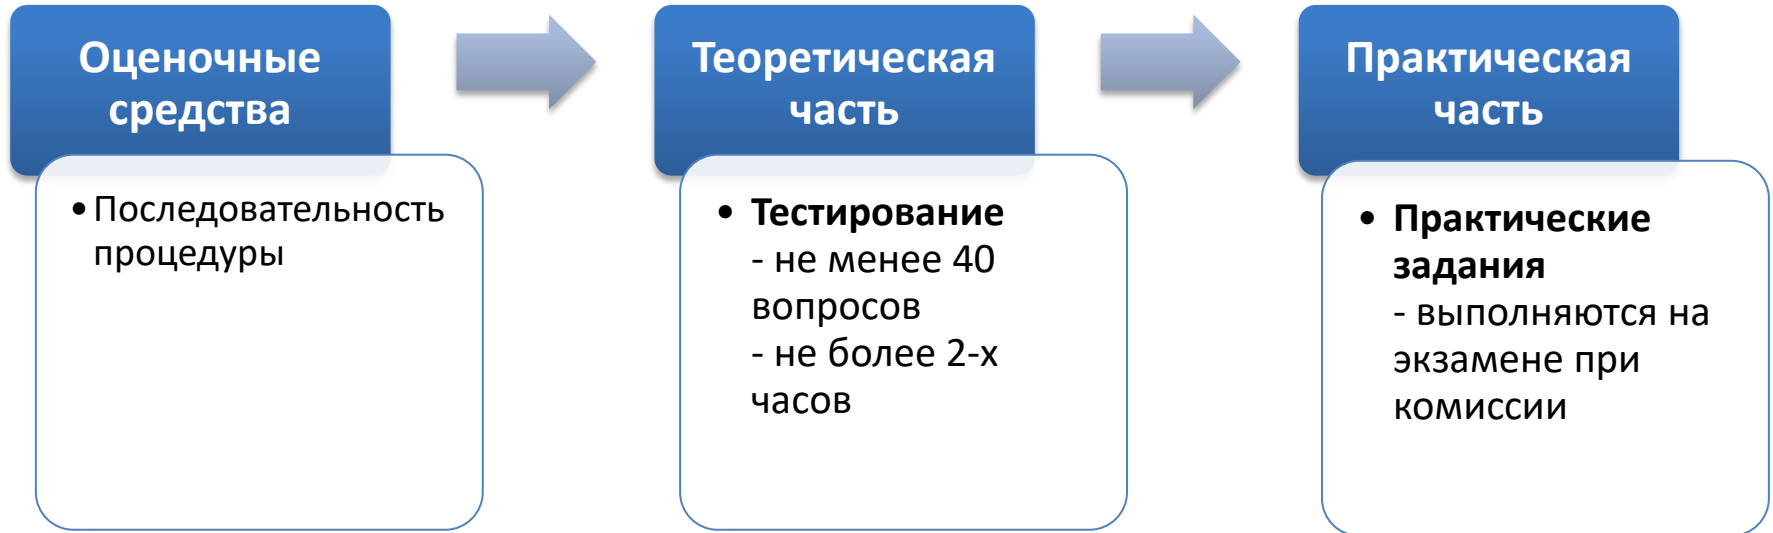 Оценочные
средства
• Последовательность
процедуры
Теоретическая
часть
• Тестирование
- не менее 40
вопросов
- не более 2-х
часов
Практическая
часть
• Практические
задания
- выполняются на
экзамене при
комиссии